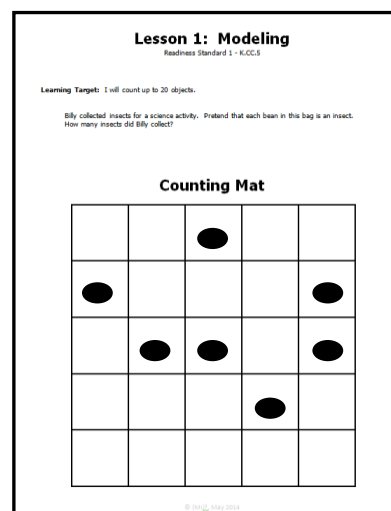 Lesson 1: Modeling
Readiness Standard 1 - K.CC.5
Learning Target: I will count up to 20 objects.
Billy collected insects for a science activity. Pretend that each bean in this bag is an insect.
How many insects did Billy collect?
Counting Mat
May 2014